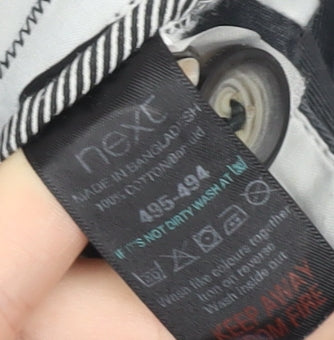 next
MADE IN BANGLADESH
100% COTTON
495-494
IF IT'S NOT DIRTY WASH AT
Wash like colours together
Iron on reverse
Wash inside out
KEEP AWAY
FROM FIRE